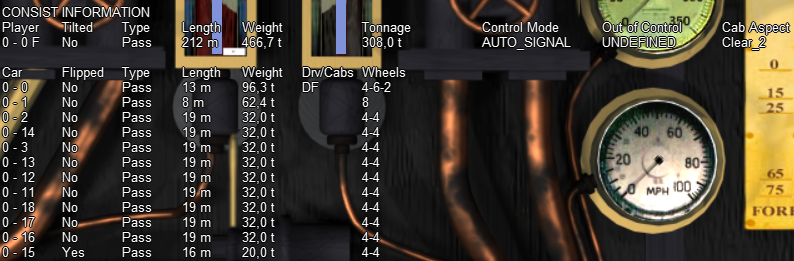 CONSIST INFORMATION
Player Tilted Type Length Weight Tonnage Control Mode Out of Control Cab Aspect
0 - 0 F No Pass 212 m 466,7 t 308,0 t AUTO_SIGNAL UNDEFINED Clear_2
Car Flipped Type Length Weight Drv/Cabs Wheels
0 - 0 No Pass 13 m 96,3 t DF 4-6-2
0 - 1 No Pass 8 m 62,4 t 8
0 - 2 No Pass 19 m 32,0 t 4-4
0 - 14 No Pass 19 m 32,0 t 4-4
0 - 3 No Pass 19 m 32,0 t 4-4
0 - 13 No Pass 19 m 32,0 t 4-4
0 - 12 No Pass 19 m 32,0 t 4-4
0 - 11 No Pass 19 m 32,0 t 4-4
0 - 18 No Pass 19 m 32,0 t 4-4
0 - 17 No Pass 19 m 32,0 t 4-4
0 - 16 No Pass 19 m 32,0 t 4-4
0 - 15 Yes Pass 16 m 20,0 t 4-4
50 350
0 20 40 60 80 100
MPH
0
15
25
65
75
FORE